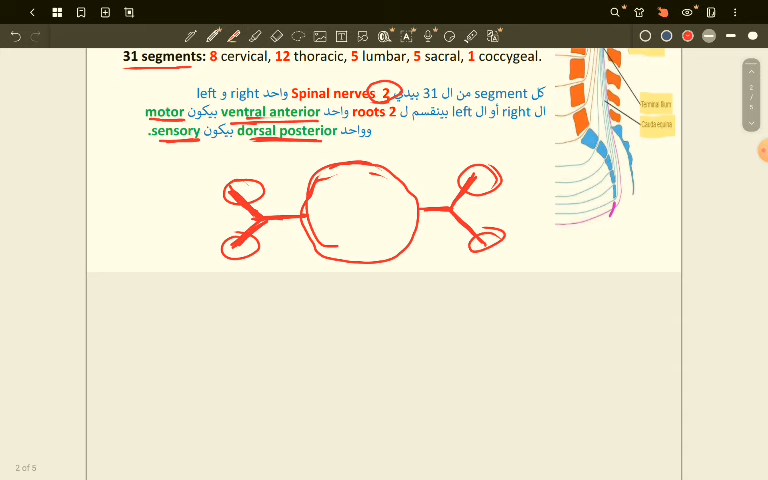 31 segments: 8 cervical, 12 thoracic, 5 lumbar, 5 sacral, 1 coccygeal.
كل segment من ال 31 بيدي 2 Spinal nerves واحد right و left
ال right أو ال left بينقسم ل 2 roots واحد ventral anterior بيكون motor
وواحد dorsal posterior بيكون sensory.
Terminal filum
Cauda equina
2
/
5
2 of 5